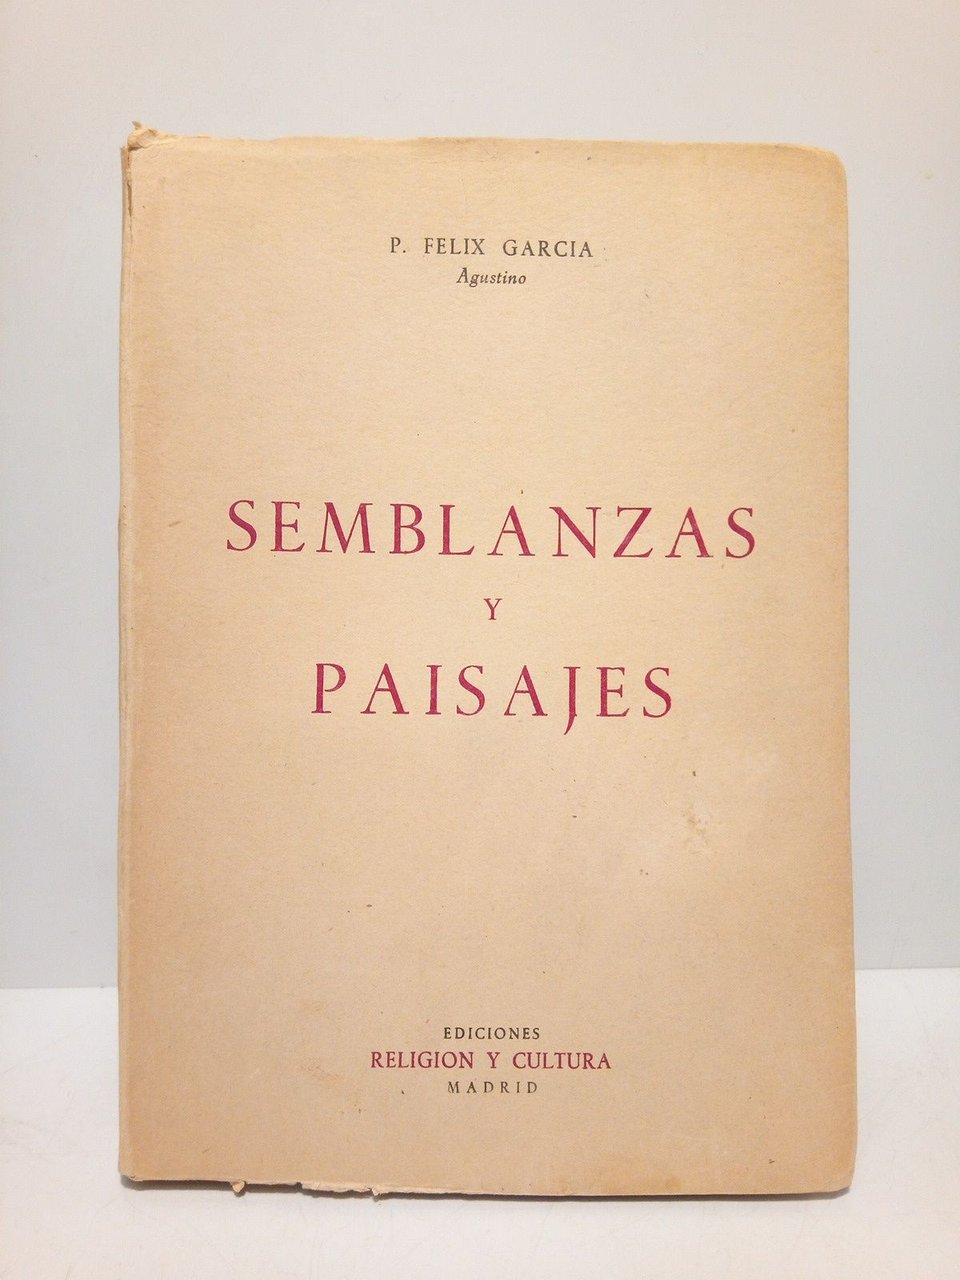 P. FELIX GARCIA
Agustino
SEMBLANZAS
Y
PAISAJES
EDICIONES
RELIGION Y CULTURA
MADRID